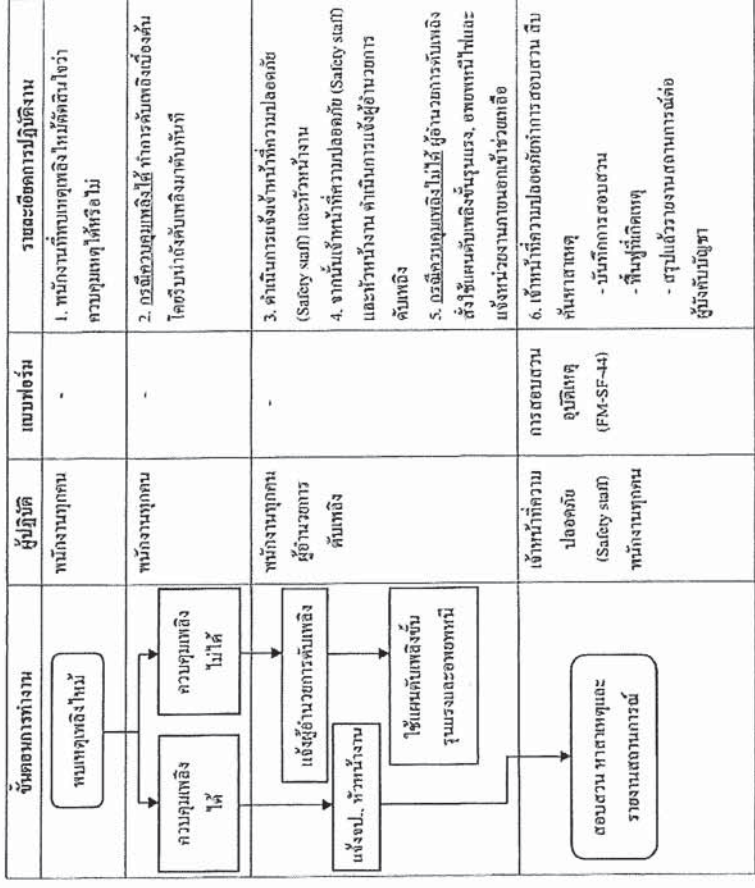 ขั้นตอนการทำงาน
ผู้ปฏิบัติ
แบบฟอร์ม
รายละเอียดการปฏิบัติงาน
พบเหตุเพลิงไหม้
พนักงานทุกคน
-
1. พนักงานที่พบเหตุเพลิงไหม้ตัดสินใจว่า
ควบคุมเหตุได้หรือไม่
ควบคุมเพลิง
ได้
ควบคุมเพลิง
ไม่ได้
พนักงานทุกคน
-
2. กรณีควบคุมเพลิงได้ ทำการดับเพลิงเบื้องต้น
โดยรีบนำถังดับเพลิงมาดับทันที
แจ้งผู้อำนวยการดับเพลิง
แจ้งจป., หัวหน้างาน
ใช้แผนดับเพลิงขั้น
รุนแรงและอพยพหนี
พนักงานทุกคน
ผู้อำนวยการ
ดับเพลิง
-
3. ดำเนินการแจ้งเจ้าหน้าที่ความปลอดภัย
(Safety staff) และหัวหน้างาน
4. จากนั้นเจ้าหน้าที่ความปลอดภัย (Safety staff)
และหัวหน้างาน ดำเนินการแจ้งผู้อำนวยการ
ดับเพลิง
5. กรณีควบคุมเพลิงไม่ได้ ผู้อำนวยการดับเพลิง
สั่งใช้แผนดับเพลิงขั้นรุนแรง, อพยพหนีไฟและ
แจ้งหน่วยงานภายนอกเข้าช่วยเหลือ
สอบสวน หาสาเหตุและ
รายงานสถานการณ์
เจ้าหน้าที่ความ
ปลอดภัย
(Safety staff)
พนักงานทุกคน
การสอบสวน
อุบัติเหตุ
(FM-SF-44)
6. เจ้าหน้าที่ความปลอดภัยทำการสอบสวน สืบ
ค้นหาสาเหตุ
- บันทึกการสอบสวน
- ฟื้นฟูที่เกิดเหตุ
- สรุปแล้วรายงานสถานการณ์ต่อ
ผู้บังคับบัญชา